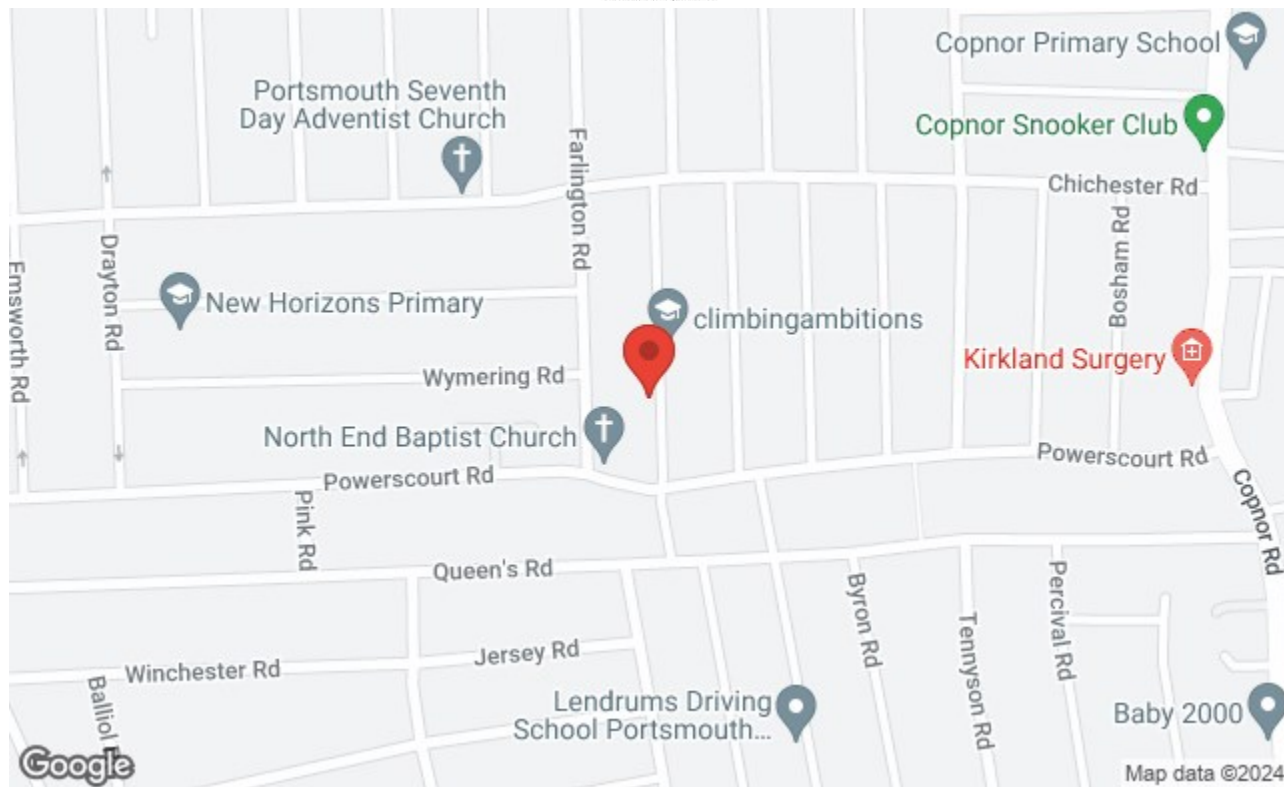 Copnor Primary School
Portsmouth Seventh
Day Adventist Church
Copnor Snooker Club
Farlington Rd
Chichester Rd
Bosham Rd
Drayton Rd
Emsworth Rd
New Horizons Primary
climbingambitions
Kirkland Surgery
Wymering Rd
North End Baptist Church
Powerscourt Rd
Powerscourt Rd
Pink Rd
Copnor Rd
Queen's Rd
Byron Rd
Tennyson Rd
Percival Rd
Jersey Rd
Winchester Rd
Balliol
Lendrums Driving
School Portsmouth...
Baby 2000
Google
Map data ©2024